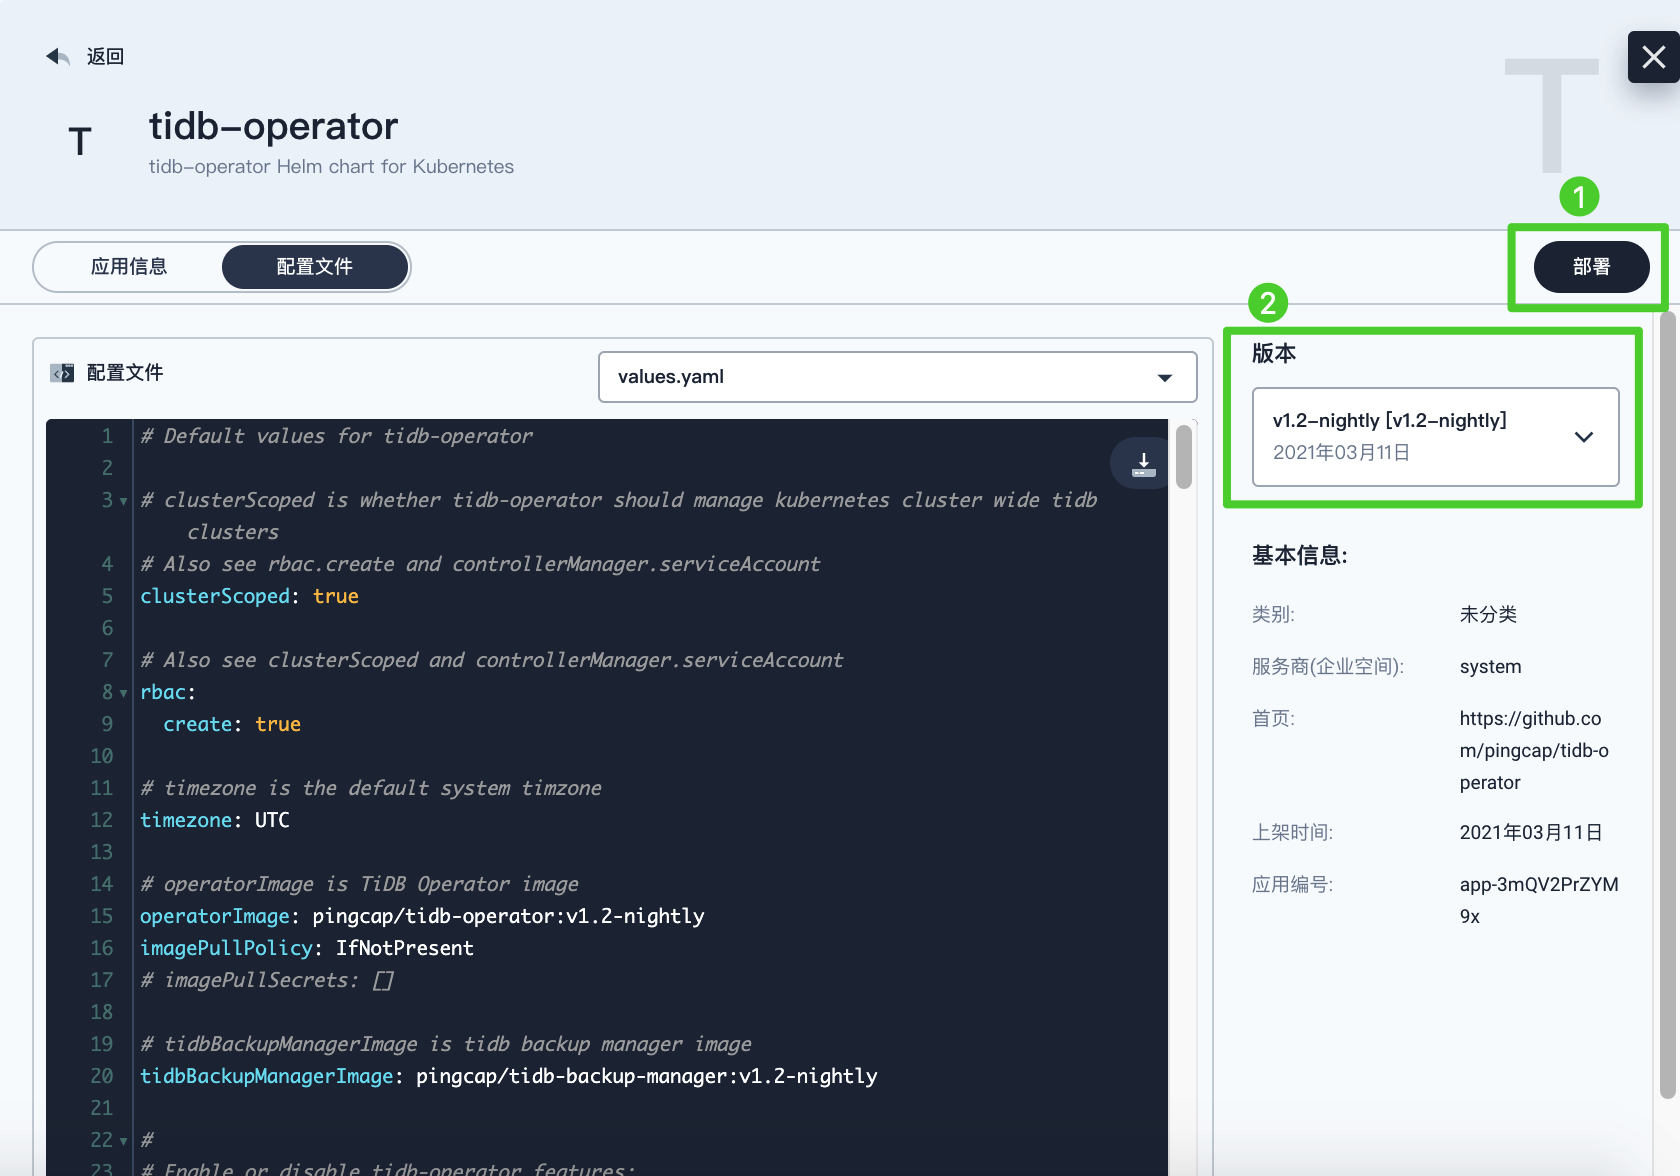 返回
T
T
tidb-operator
tidb-operator Helm chart for Kubernetes
1
应用信息
配置文件
部署
2
配置文件
values.yaml
1 # Default values for tidb-operator
2
3 # clusterScoped is whether tidb-operator should manage kubernetes cluster wide tidb
clusters
4 # Also see rbac.create and controllerManager.serviceAccount
5 clusterScoped: true
6
7 # Also see clusterScoped and controllerManager.serviceAccount
8 rbac:
9 create: true
10
11 # timezone is the default system timzone
12 timezone: UTC
13
14 # operatorImage is TiDB Operator image
15 operatorImage: pingcap/tidb-operator:v1.2-nightly
16 imagePullPolicy: IfNotPresent
17 # imagePullSecrets: []
18
19 # tidbBackupManagerImage is tidb backup manager image
20 tidbBackupManagerImage: pingcap/tidb-backup-manager:v1.2-nightly
21
22 #
23 # Enable or disable tidb-operator features:
版本
v1.2-nightly [v1.2-nightly]
2021年03月11日
基本信息:
类别: 未分类
服务商(企业空间): system
首页: https://github.co
m/pingcap/tidb-o
perator
上架时间: 2021年03月11日
应用编号: app-3mQV2PrZYM
9x